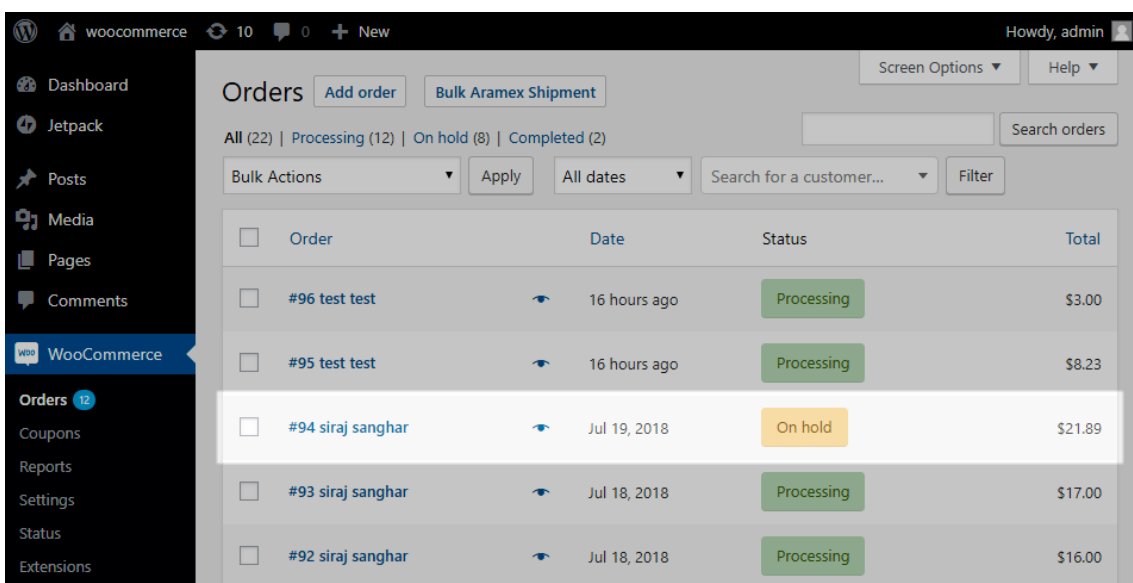 woocommerce 10 0 + New Howdy, admin
Dashboard
Jetpack
Posts
Media
Pages
Comments
WOO WooCommerce
Orders 12
Coupons
Reports
Settings
Status
Extensions
Screen Options ▼ Help ▼
Orders Add order Bulk Aramex Shipment
All (22) | Processing (12) | On hold (8) | Completed (2) Search orders
Bulk Actions ▼ Apply All dates ▼ Search for a customer... ▼ Filter
Order Date Status Total
#96 test test 16 hours ago Processing $3.00
#95 test test 16 hours ago Processing $8.23
#94 siraj sanghar Jul 19, 2018 On hold $21.89
#93 siraj sanghar Jul 18, 2018 Processing $17.00
#92 siraj sanghar Jul 18, 2018 Processing $16.00